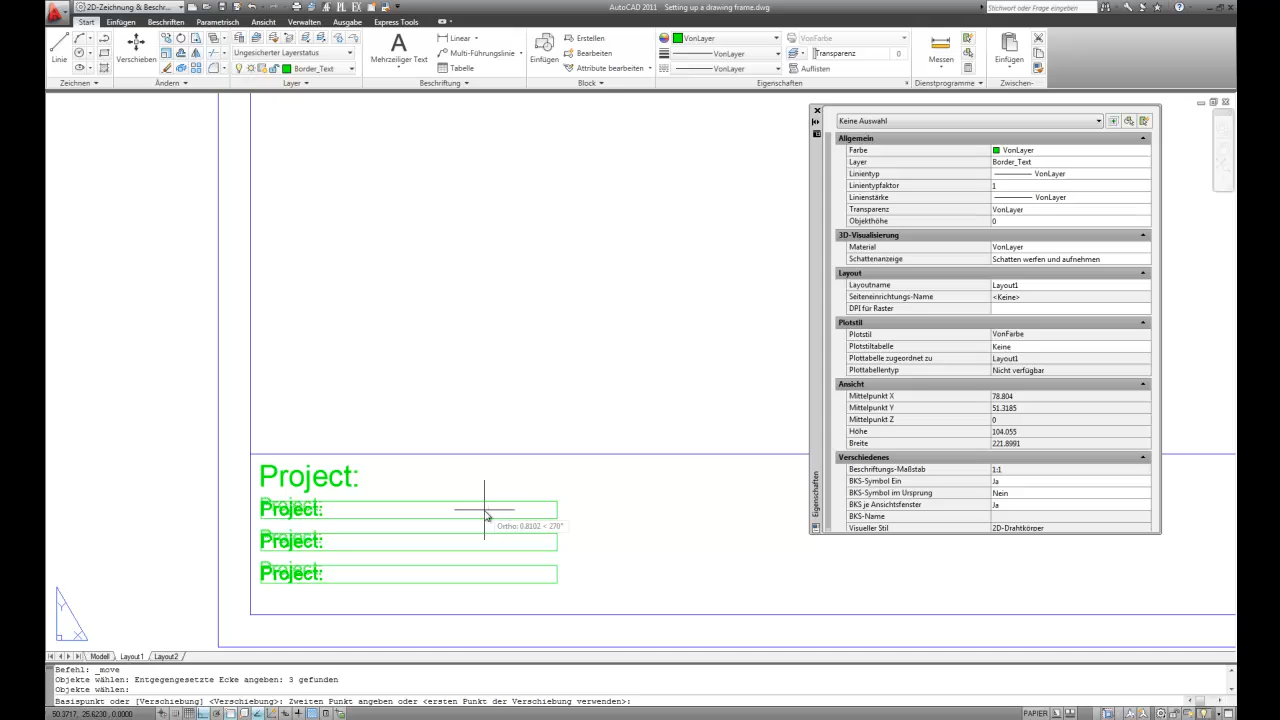 2D-Zeichnung & Beschr...
AutoCAD 2011 Setting up a drawing frame.dwg
Stichwort oder Frage eingeben
Start Einfügen Beschriften Parametrisch Ansicht Verwalten Ausgabe Express Tools
Linie
Verschieben
Ungesicherter Layerstatus
Border_Text
Mehrzeiliger Text
Linear
Multi-Führungslinie
Tabelle
Einfügen
Erstellen
Bearbeiten
Attribute bearbeiten
VonLayer
VonLayer
VonLayer
VonFarbe
Transparenz 0
Auflisten
Messen
Einfügen
Zeichnen Ändern Layer Beschriftung Block Eigenschaften Dienstprogramme Zwischen-
Keine Auswahl
Allgemein
Farbe VonLayer
Layer Border_Text
Linientyp VonLayer
Linientypfaktor 1
Linienstärke VonLayer
Transparenz VonLayer
Objekthöhe 0
3D-Visualisierung
Material VonLayer
Schattenanzeige Schatten werfen und aufnehmen
Layout
Layoutname Layout1
Seiteneinrichtungs-Name <Keine>
DPI für Raster
Plotstil
Plotstil VonFarbe
Plotstiltabelle Keine
Plottabelle zugeordnet zu Layout1
Plottabellentyp Nicht verfügbar
Ansicht
Mittelpunkt X 78.804
Mittelpunkt Y 51.3185
Mittelpunkt Z 0
Höhe 104.055
Breite 221.8991
Verschiedenes
Beschriftungs-Maßstab 1:1
BKS-Symbol Ein Ja
BKS-Symbol im Ursprung Nein
BKS je Ansichtsfenster Ja
BKS-Name
Visueller Stil 2D-Drahtkörper
Eigenschaften
Project:
Project:
Project:
Ortho: 0.8102 < 270°
Project:
Project:
Project:
Project:
Y
X
Modell Layout1 Layout2
Befehl: _move
Objekte wählen: Entgegengesetzte Ecke angeben: 3 gefunden
Objekte wählen:
Basispunkt oder [Verschiebung] <Verschiebung>: Zweiten Punkt angeben oder <ersten Punkt der Verschiebung verwenden>:
50.3717, 25.6230, 0.0000
PAPIER